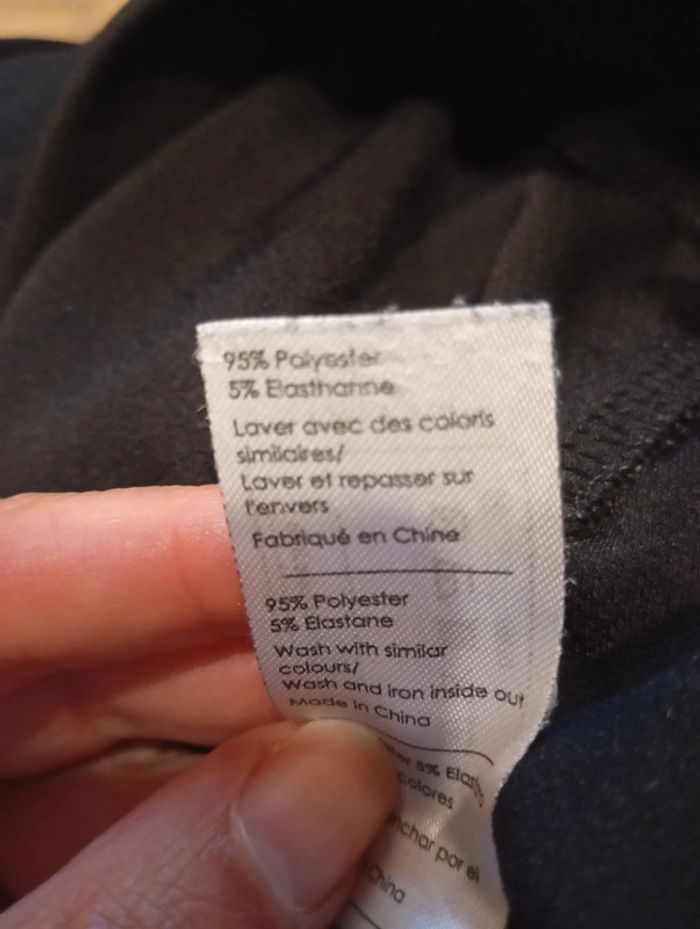 95% Polyester
5% Elasthanne
Laver avec des coloris
similaires/
Laver et repasser sur
l'envers
Fabriqué en Chine
95% Polyester
5% Elastane
Wash with similar
colours/
Wash and iron inside out
Made in China
5%
colores
por el
China